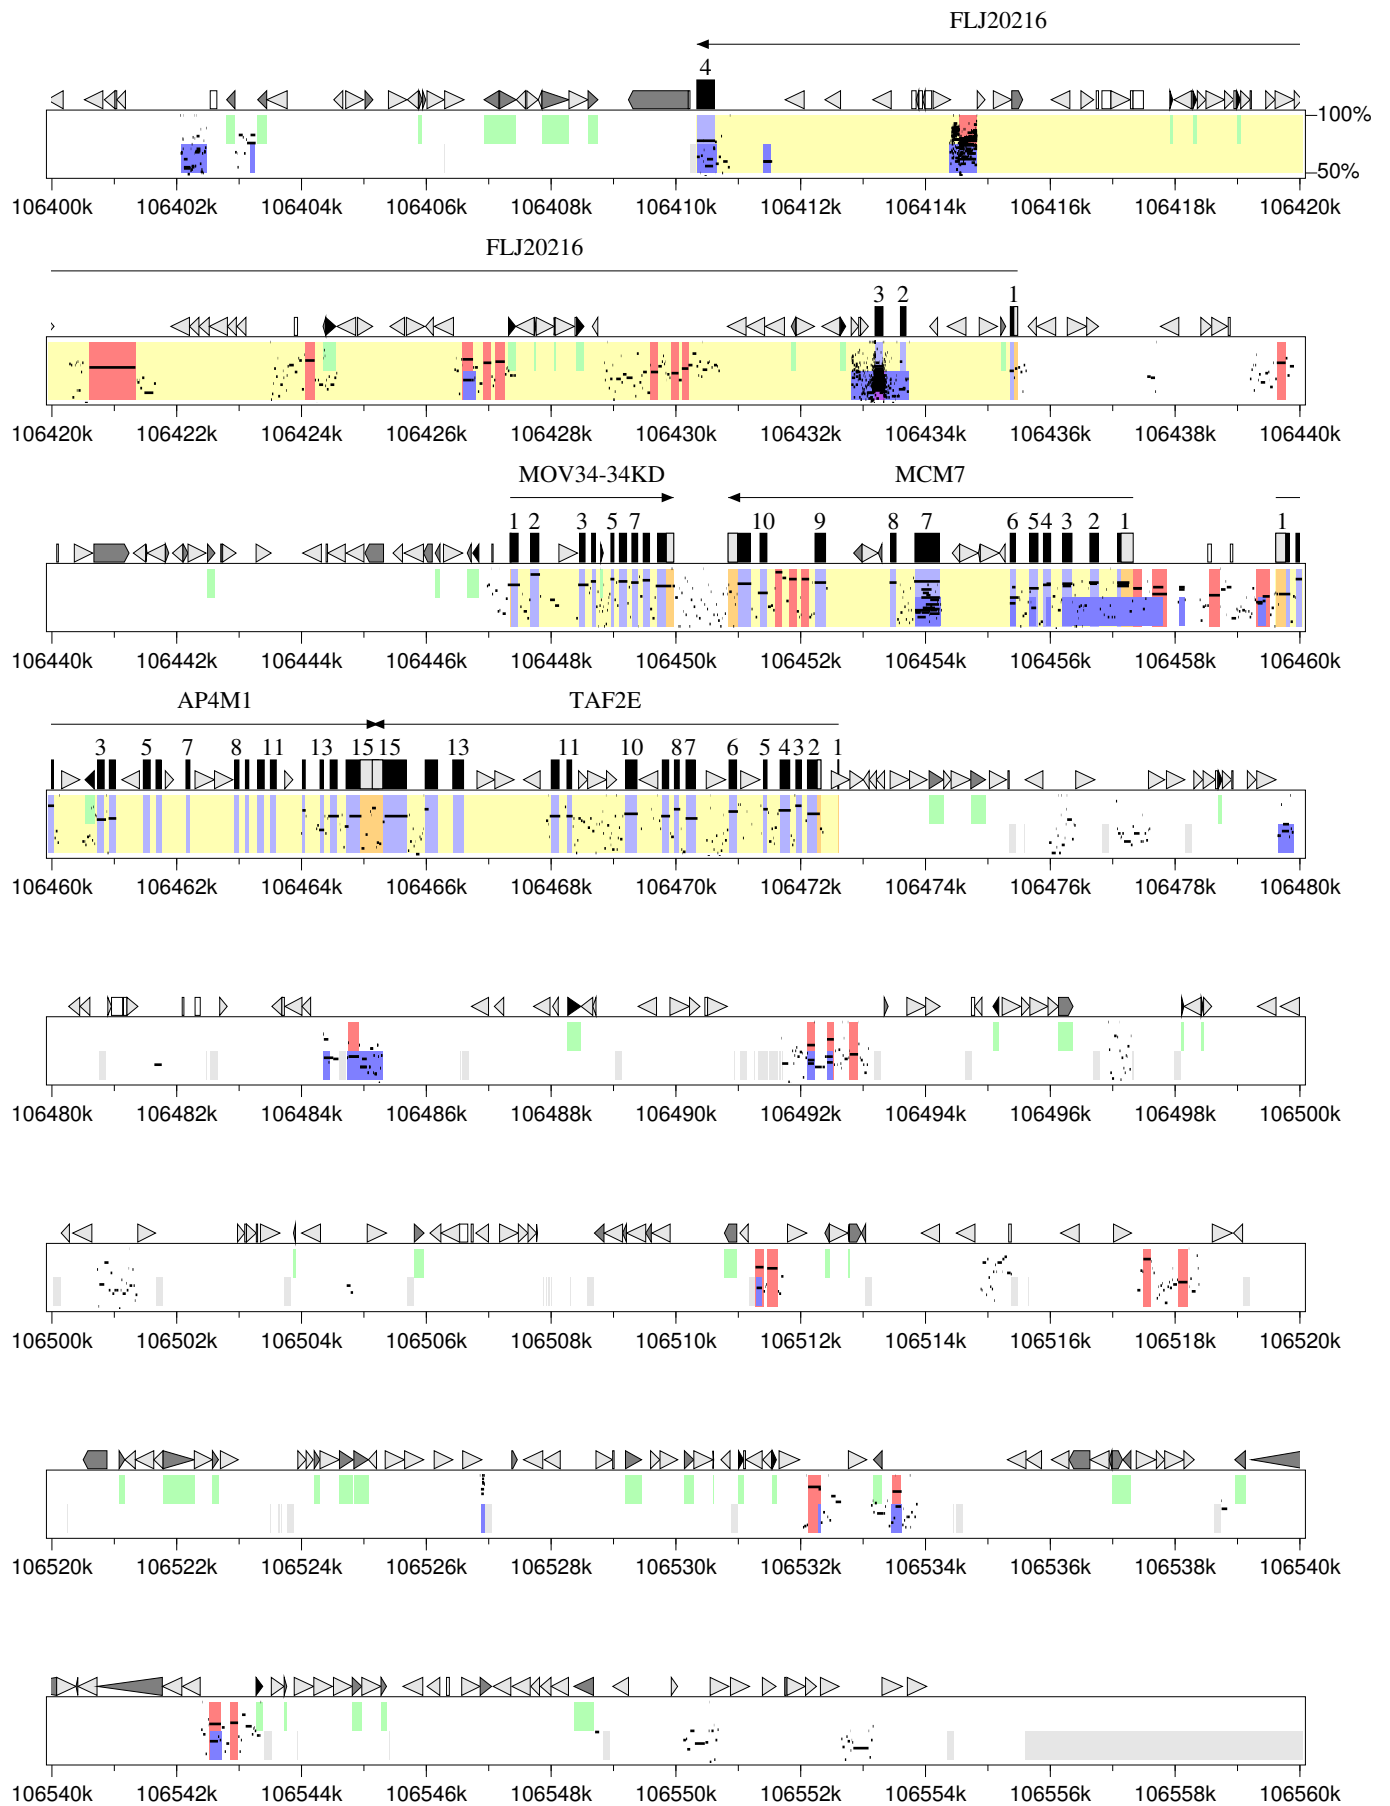 FLJ20216
4
100%
50%
106400k 106402k 106404k 106406k 106408k 106410k 106412k 106414k 106416k 106418k 106420k
FLJ20216
3 2 1
106420k 106422k 106424k 106426k 106428k 106430k 106432k 106434k 106436k 106438k 106440k
MOV34-34KD MCM7
1 2 3 5 7 10 9 8 7 6 5 4 3 2 1 1
106440k 106442k 106444k 106446k 106448k 106450k 106452k 106454k 106456k 106458k 106460k
AP4M1 TAF2E
3 5 7 8 11 13 15 15 13 11 10 8 7 6 5 4 3 2 1
106460k 106462k 106464k 106466k 106468k 106470k 106472k 106474k 106476k 106478k 106480k
106480k 106482k 106484k 106486k 106488k 106490k 106492k 106494k 106496k 106498k 106500k
106500k 106502k 106504k 106506k 106508k 106510k 106512k 106514k 106516k 106518k 106520k
106520k 106522k 106524k 106526k 106528k 106530k 106532k 106534k 106536k 106538k 106540k
106540k 106542k 106544k 106546k 106548k 106550k 106552k 106554k 106556k 106558k 106560k